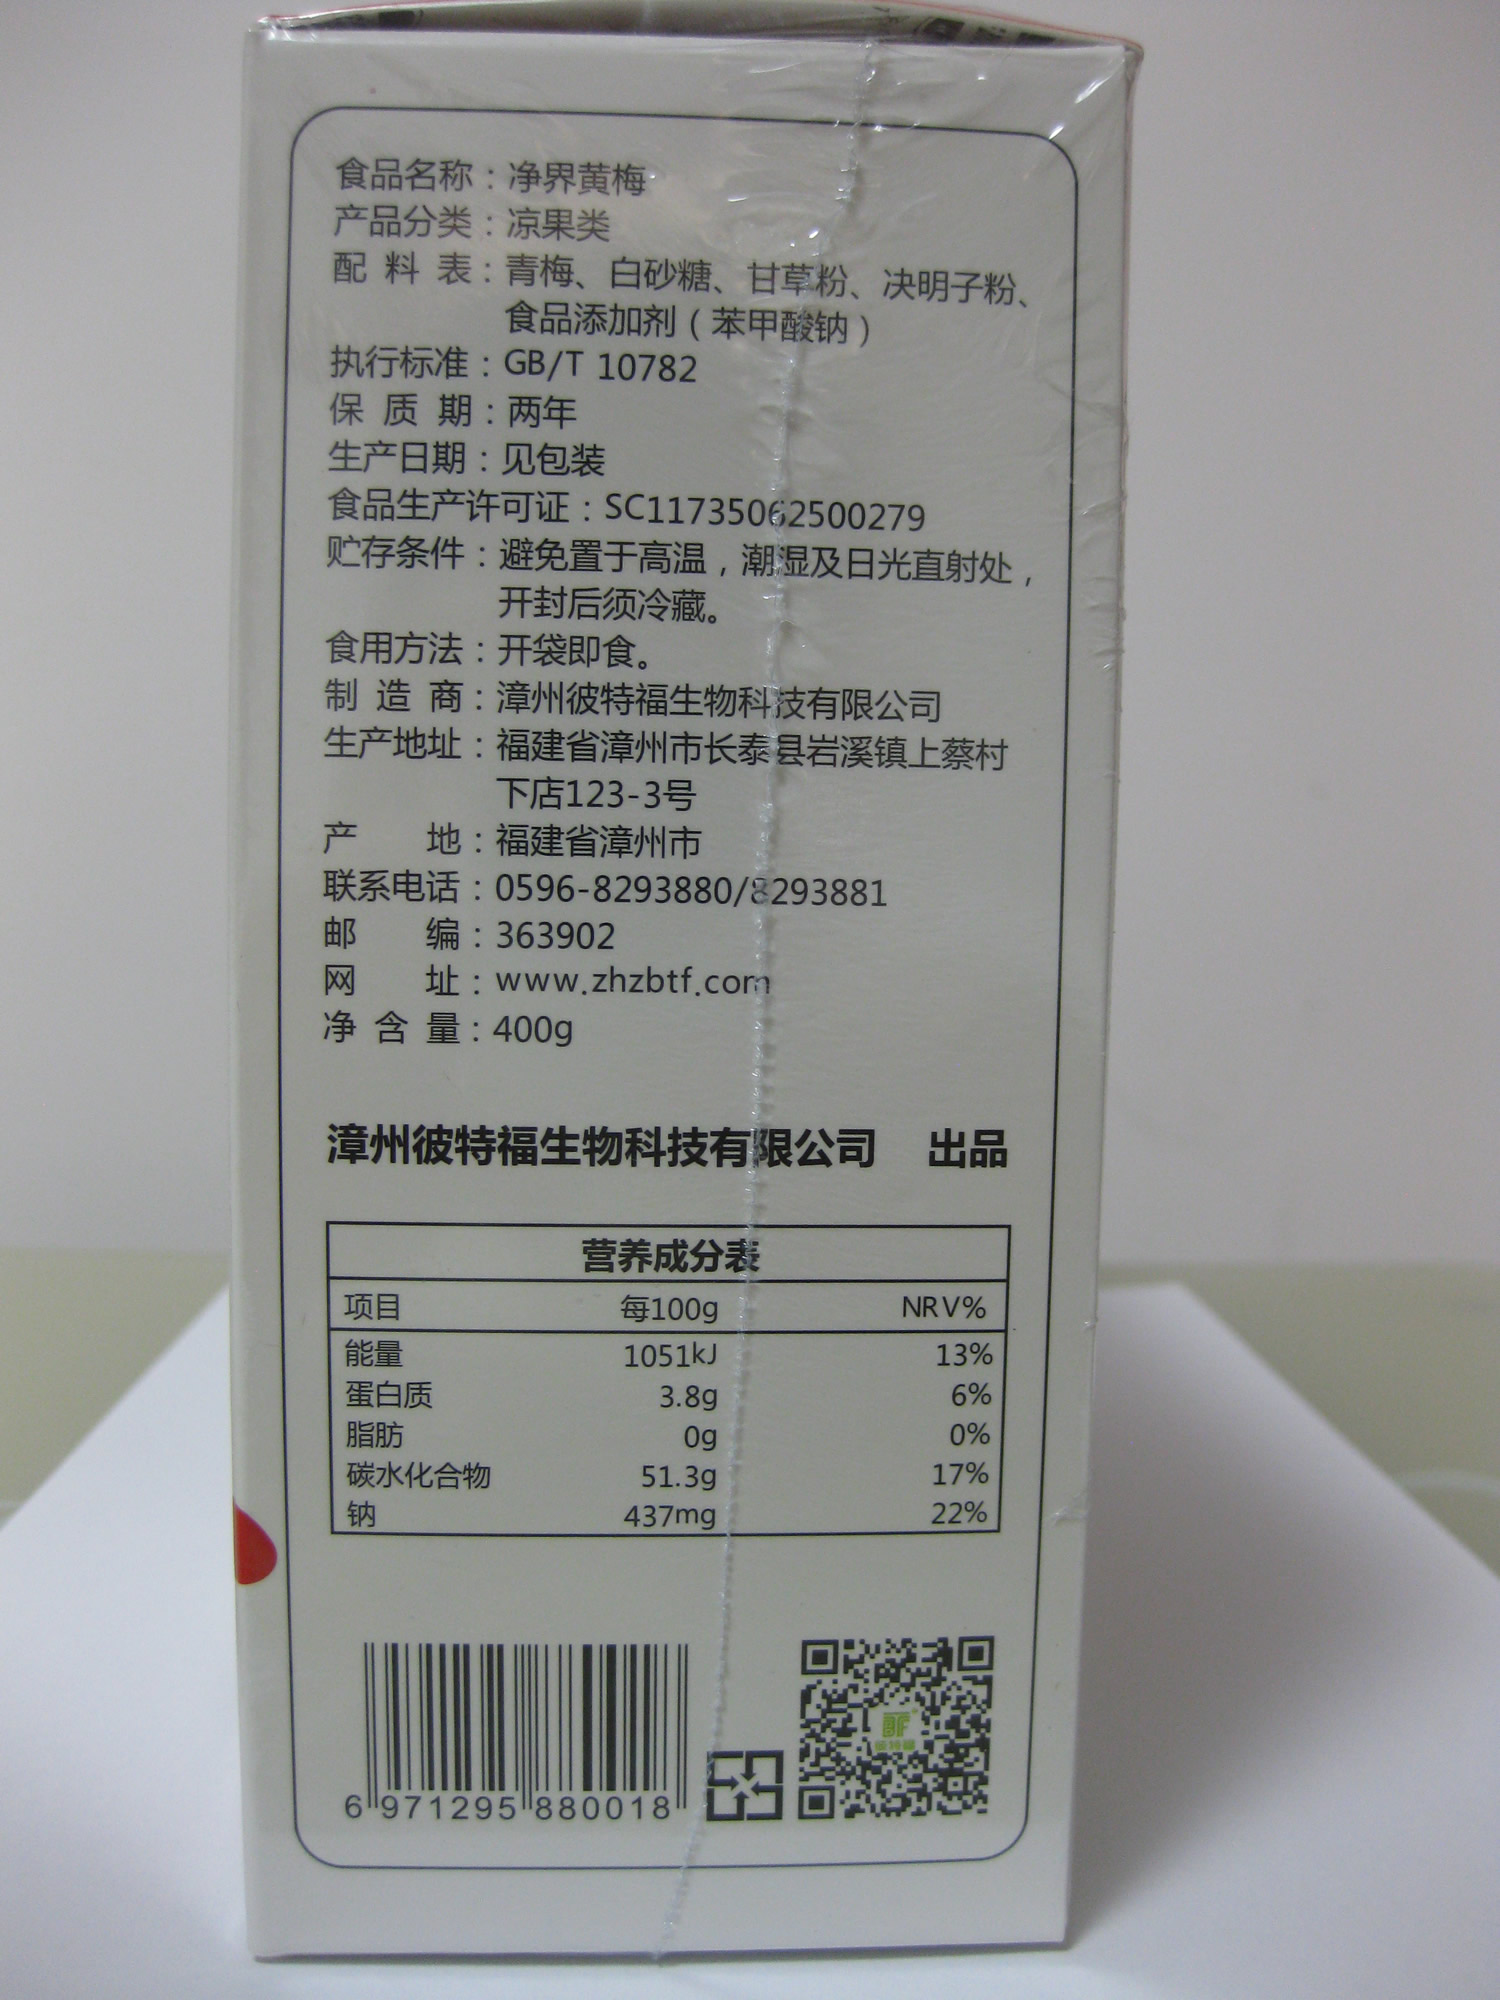 食品名称：净界黄梅
产品分类：凉果类
配 料 表：青梅、白砂糖、甘草粉、决明子粉、
食品添加剂（苯甲酸钠）
执行标准：GB/T 10782
保 质 期：两年
生产日期：见包装
食品生产许可证：SC11735062500279
贮存条件：避免置于高温，潮湿及日光直射处，
开封后须冷藏。
食用方法：开袋即食。
制 造 商：漳州彼特福生物科技有限公司
生产地址：福建省漳州市长泰县岩溪镇上蔡村
下店123-3号
产 地：福建省漳州市
联系电话：0596-8293880/8293881
邮 编：363902
网 址：www.zhzbtf.com
净 含 量：400g
漳州彼特福生物科技有限公司 出品
营养成分表
项目 每100g NRV%
能量 1051kJ 13%
蛋白质 3.8g 6%
脂肪 0g 0%
碳水化合物 51.3g 17%
钠 437mg 22%
6 971295 880018